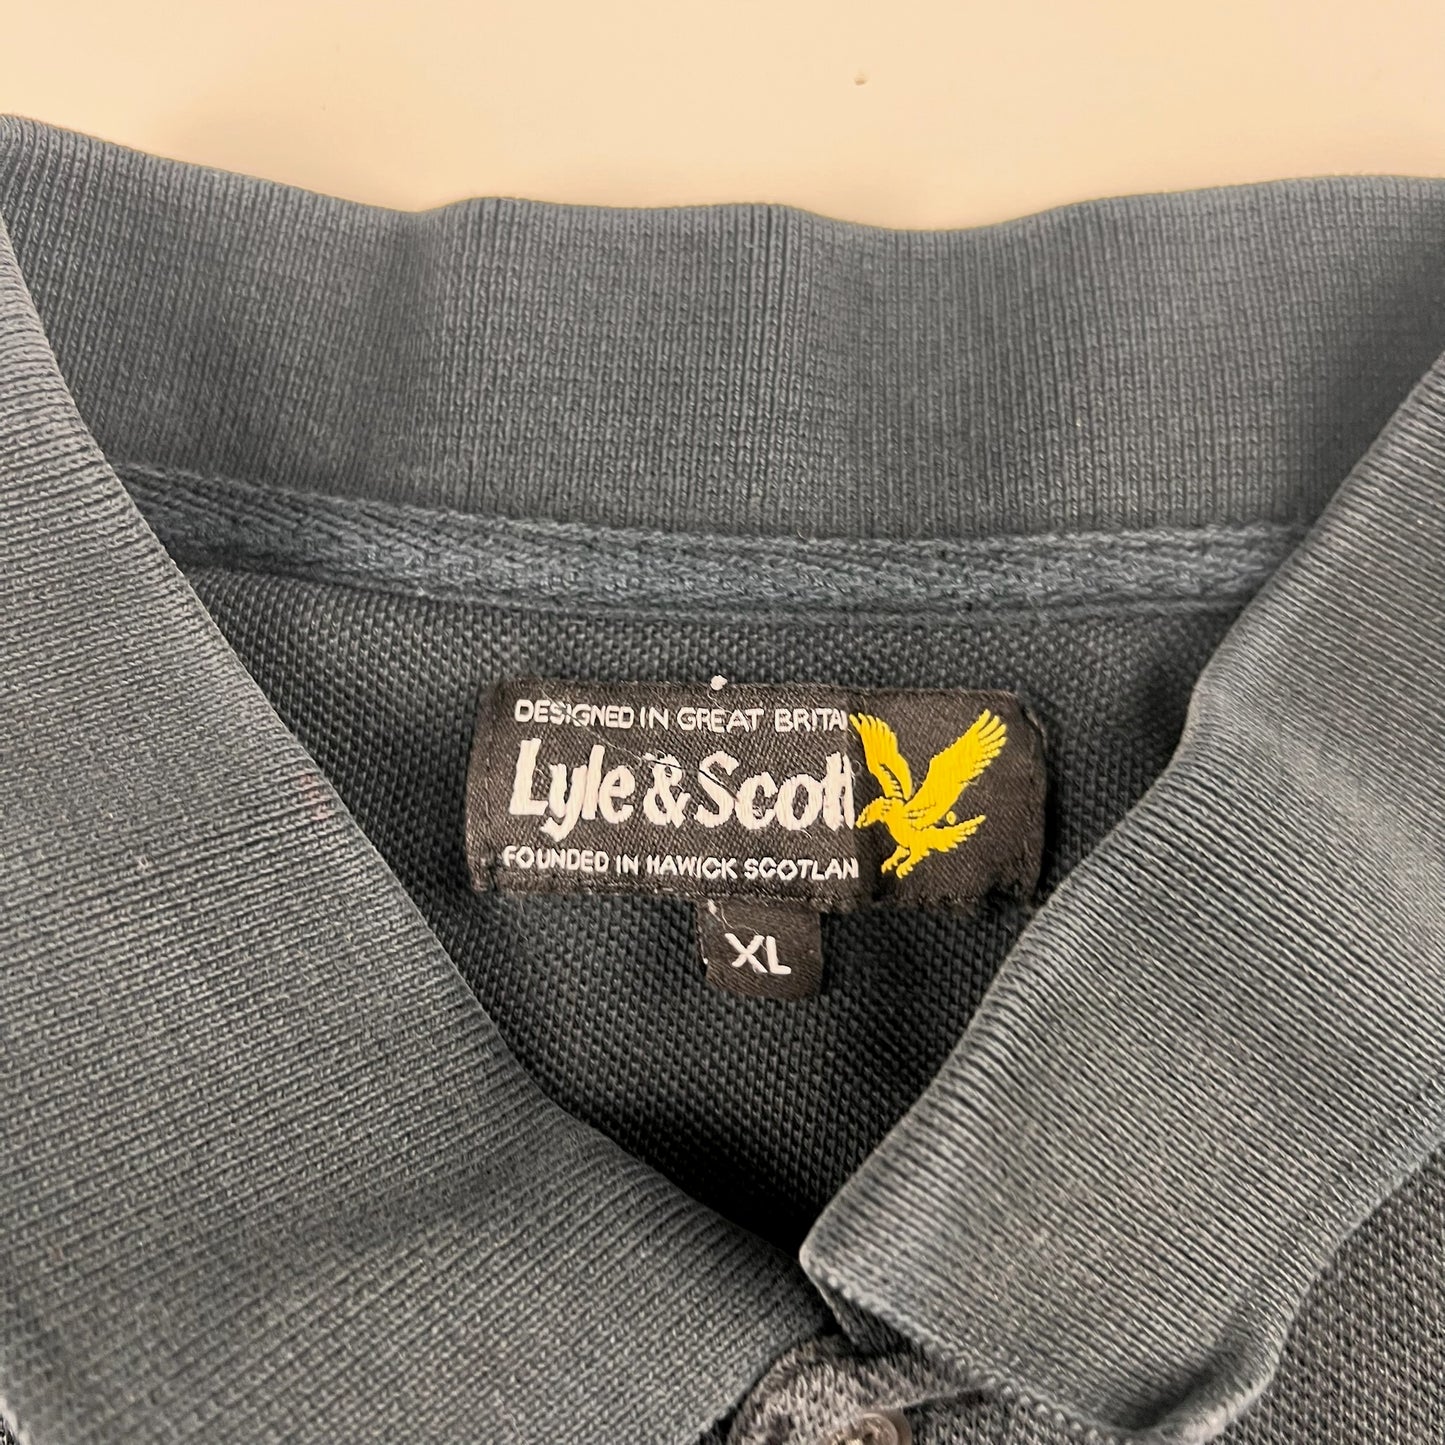 DESIGNED IN GREAT BRITAI
Lyle & Scott
FOUNDED IN HAWICK SCOTLAN
XL